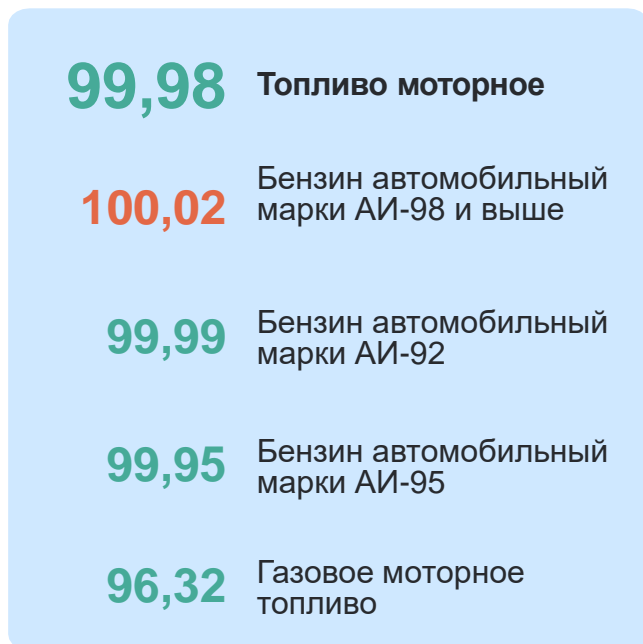 99,98 Топливо моторное
100,02 Бензин автомобильный
марки АИ-98 и выше
99,99 Бензин автомобильный
марки АИ-92
99,95 Бензин автомобильный
марки АИ-95
96,32 Газовое моторное
топливо